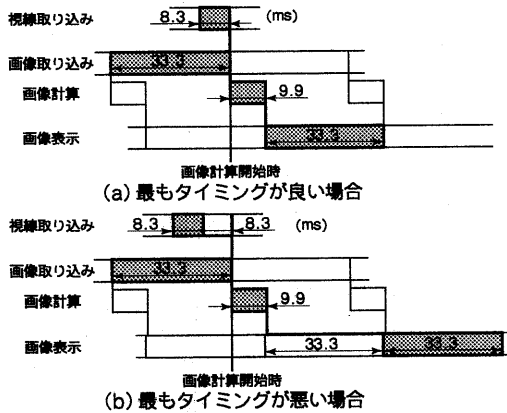 視線取り込み 8.3 (ms)
画像取り込み 33.3
画像計算 9.9
画像表示 33.3
画像計算開始時
(a) 最もタイミングが良い場合
視線取り込み 8.3 8.3 (ms)
画像取り込み 33.3
画像計算 9.9
画像表示 33.3 33.3
画像計算開始時
(b) 最もタイミングが悪い場合